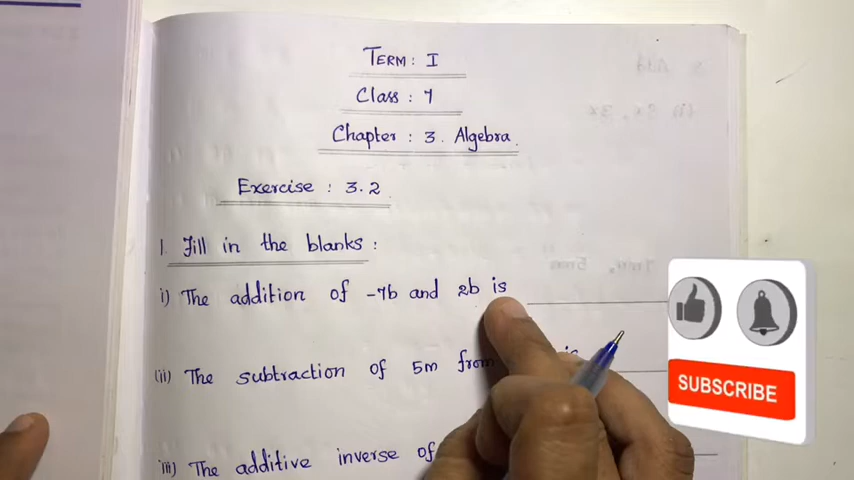 TERM : I
Class : 7
Chapter : 3. Algebra
Exercise : 3.2
1. Fill in the blanks :
i) The addition of -7b and 2b is
(ii) The subtraction of 5m from is
iii) The additive inverse of
SUBSCRIBE